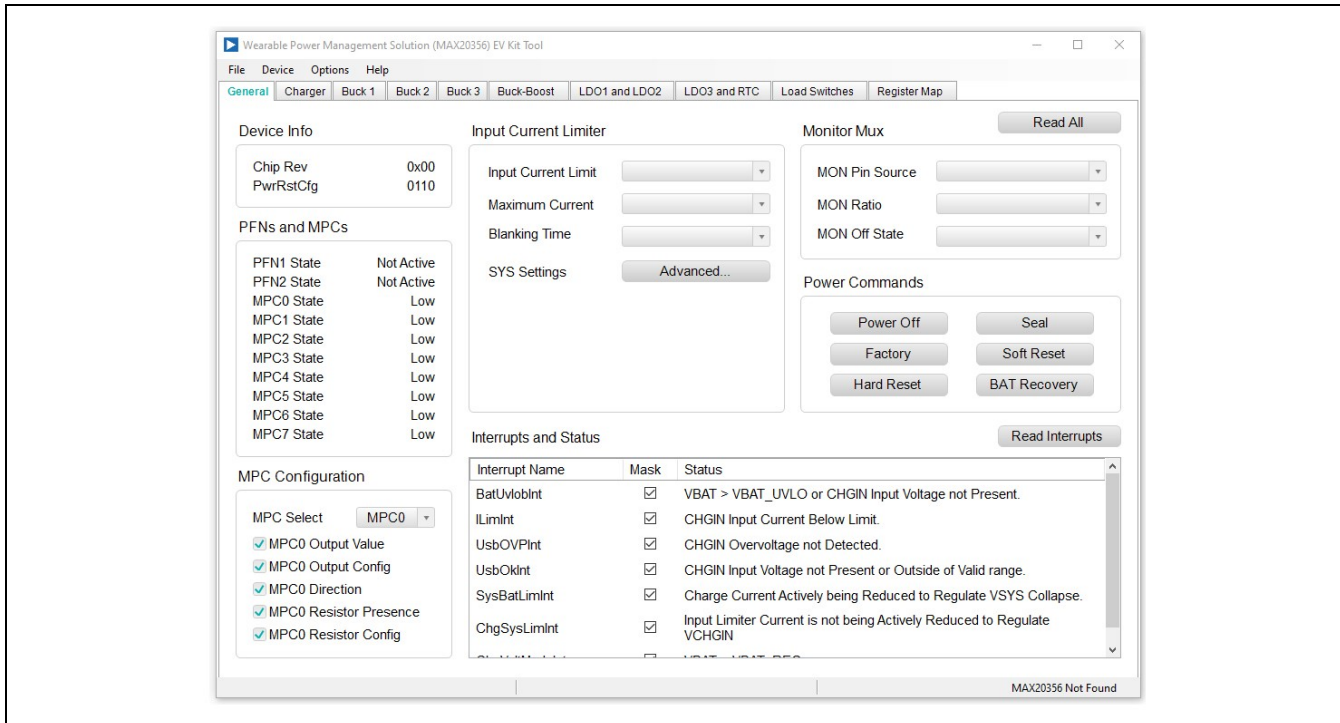 Wearable Power Management Solution (MAX20356) EV Kit Tool
File Device Options Help
General Charger Buck 1 Buck 2 Buck 3 Buck-Boost LDO1 and LDO2 LDO3 and RTC Load Switches Register Map
Read All
Device Info
Chip Rev 0x00
PwrRstCfg 0110
PFNs and MPCs
PFN1 State Not Active
PFN2 State Not Active
MPC0 State Low
MPC1 State Low
MPC2 State Low
MPC3 State Low
MPC4 State Low
MPC5 State Low
MPC6 State Low
MPC7 State Low
MPC Configuration
MPC Select MPC0
MPC0 Output Value
MPC0 Output Config
MPC0 Direction
MPC0 Resistor Presence
MPC0 Resistor Config
Input Current Limiter
Input Current Limit
Maximum Current
Blanking Time
SYS Settings Advanced...
Monitor Mux
MON Pin Source
MON Ratio
MON Off State
Power Commands
Power Off Seal
Factory Soft Reset
Hard Reset BAT Recovery
Interrupts and Status
Read Interrupts
Interrupt Name Mask Status
BatUvlobInt VBAT > VBAT_UVLO or CHGIN Input Voltage not Present.
ILimInt CHGIN Input Current Below Limit.
UsbOVPInt CHGIN Overvoltage not Detected.
UsbOkInt CHGIN Input Voltage not Present or Outside of Valid range.
SysBatLimInt Charge Current Actively being Reduced to Regulate VSYS Collapse.
ChgSysLimInt Input Limiter Current is not being Actively Reduced to Regulate
VCHGIN
MAX20356 Not Found